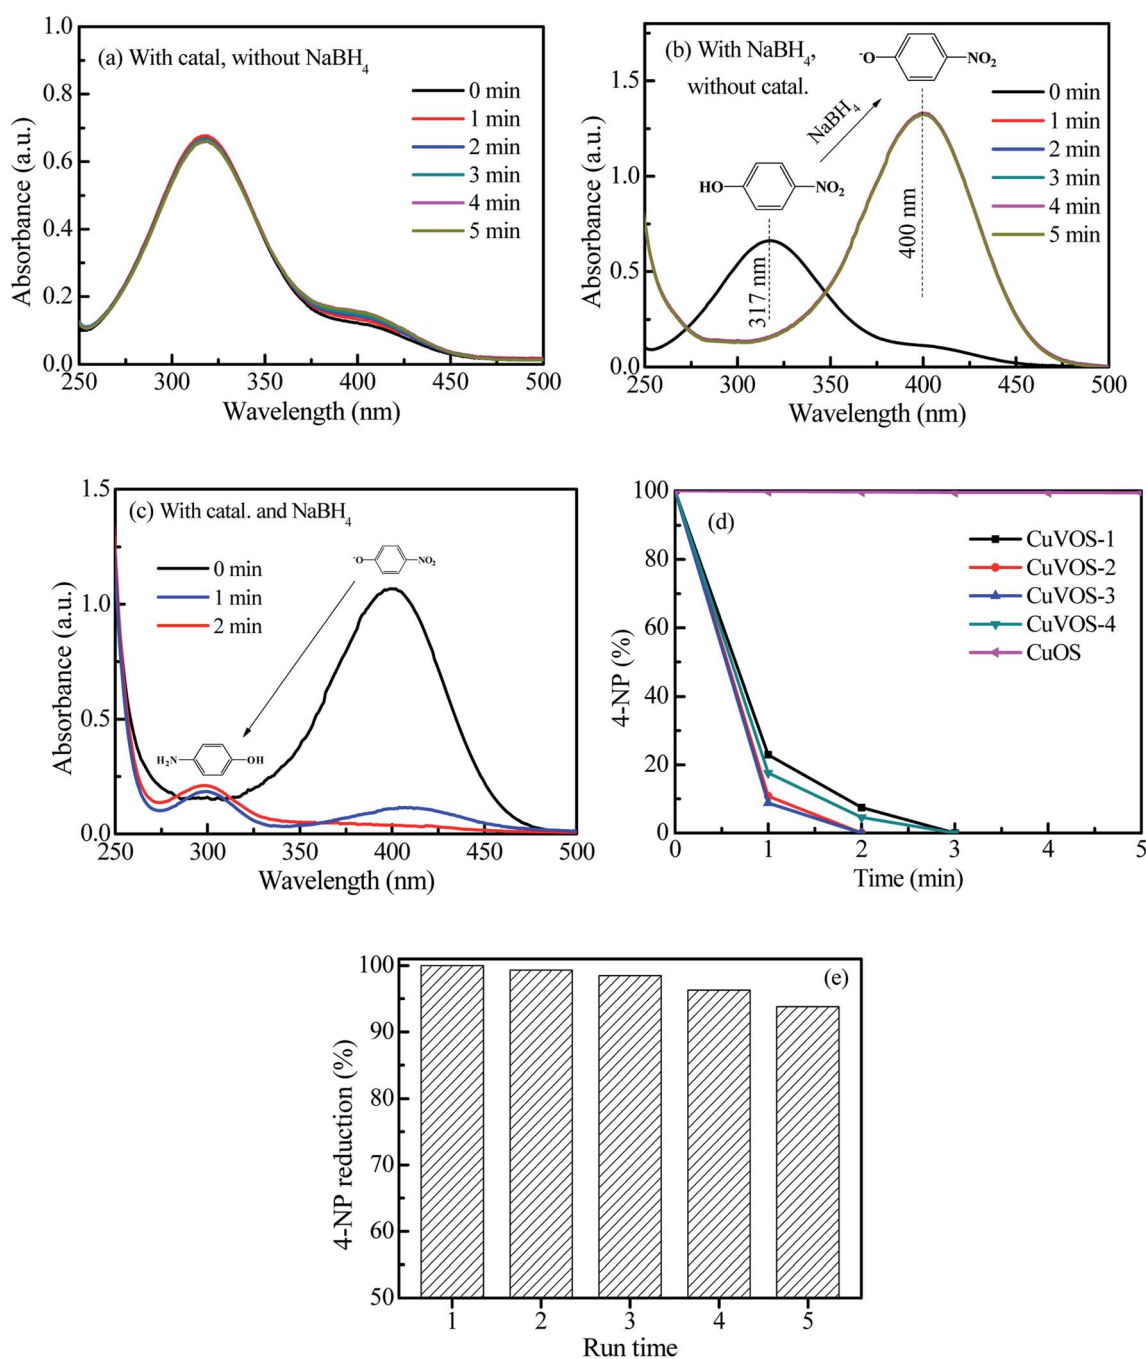 (a) With catal, without NaBH4
0 min
1 min
2 min
3 min
4 min
5 min
1.0
0.8
0.6
0.4
0.2
0.0
Absorbance (a.u.)
250 300 350 400 450 500
Wavelength (nm)
(b) With NaBH4,
without catal.
-O NO2
NaBH4
HO NO2
317 nm
400 nm
0 min
1 min
2 min
3 min
4 min
5 min
1.5
1.0
0.5
0.0
Absorbance (a.u.)
250 300 350 400 450 500
Wavelength (nm)
(c) With catal. and NaBH4
-O NO2
0 min
1 min
2 min
H2N OH
1.5
1.0
0.5
0.0
Absorbance (a.u.)
250 300 350 400 450 500
Wavelength (nm)
(d)
CuVOS-1
CuVOS-2
CuVOS-3
CuVOS-4
CuOS
100
80
60
40
20
0
4-NP (%)
0 1 2 3 4 5
Time (min)
(e)
100
90
80
70
60
50
4-NP reduction (%)
1 2 3 4 5
Run time